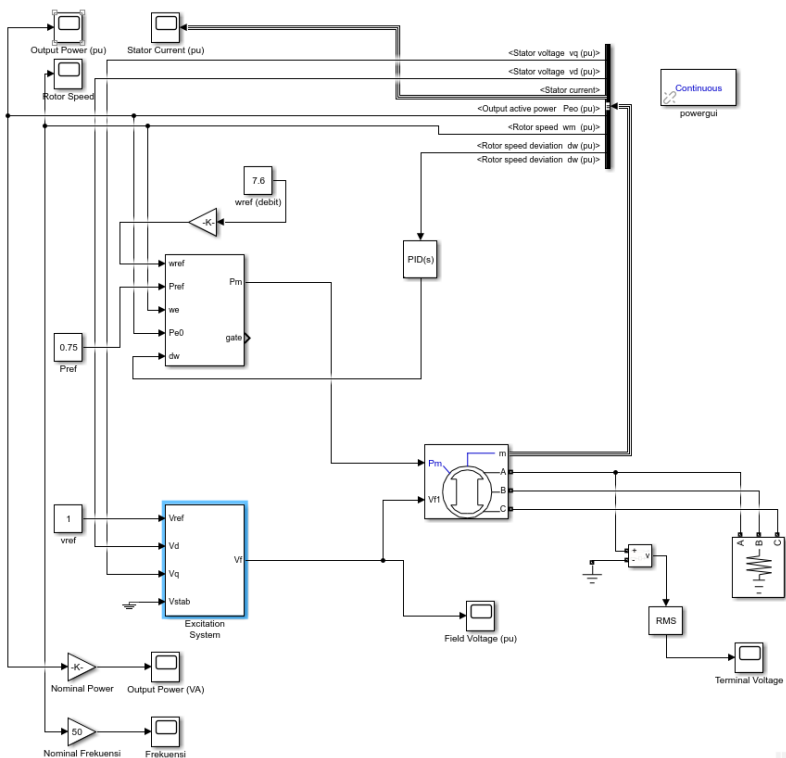 Output Power (pu)
Stator Current (pu)
<Stator voltage vq (pu)>
<Stator voltage vd (pu)>
<Stator current>
<Output active power Peo (pu)>
<Rotor speed wm (pu)>
<Rotor speed deviation dw (pu)>
<Rotor speed deviation dw (pu)>
Continuous
powergui
Rotor Speed
7.6
wref (debit)
-K-
PID(s)
wref
Pref
we
Pe0
dw
Pm
gate
0.75
Pref
Pm
Vf1
m
A
B
C
1
vref
Vref
Vd
Vq
Vstab
Vf
Excitation
System
Field Voltage (pu)
+
-
v
A
B
C
RMS
Terminal Voltage
-K-
Nominal Power
Output Power (VA)
50
Nominal Frekuensi
Frekuensi